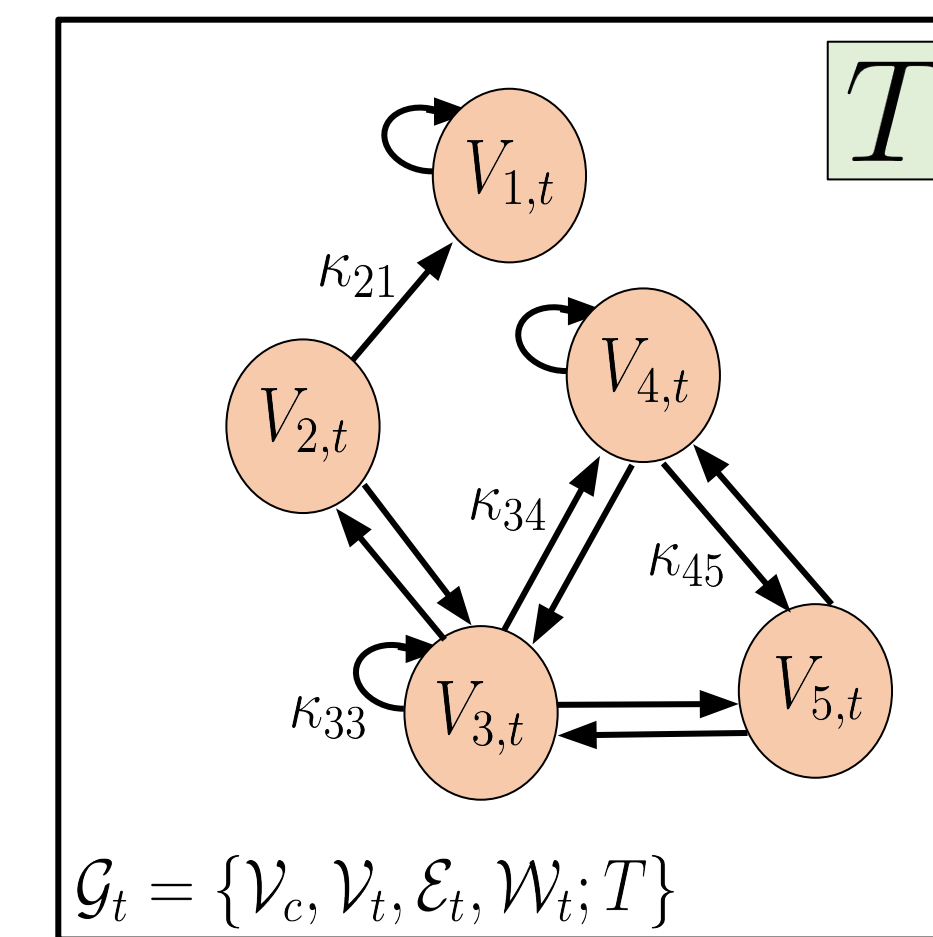 T
V_{1,t}
κ_{21}
V_{4,t}
V_{2,t}
κ_{34}
κ_{45}
V_{3,t}
V_{5,t}
κ_{33}
𝒢_t = {𝒱_c, 𝒱_t, ℰ_t, 𝒲_t; T}